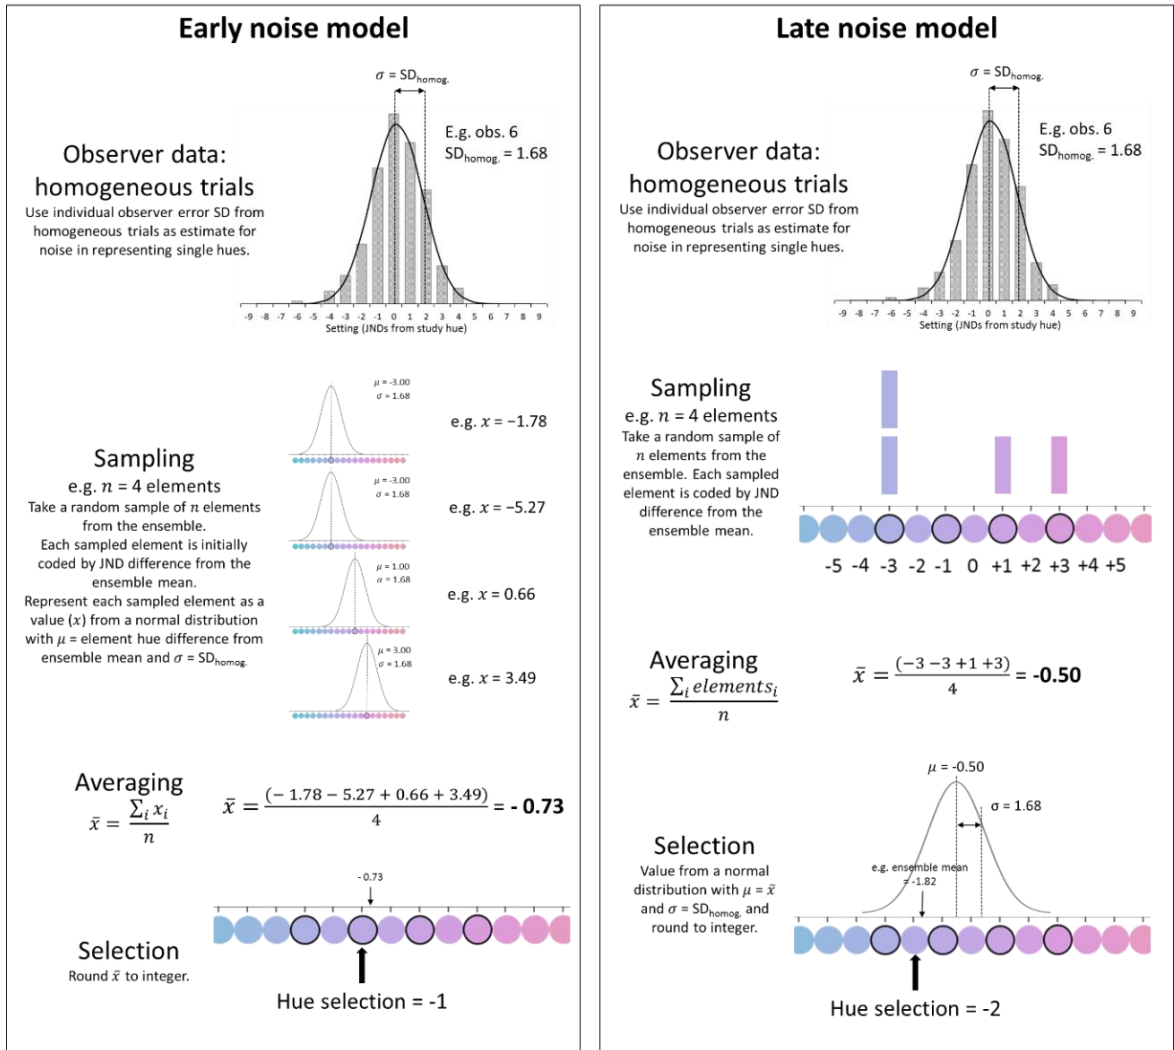 Early noise model
σ = SD_homog.
E.g. obs. 6
SD_homog. = 1.68
Observer data:
homogeneous trials
Use individual observer error SD from
homogeneous trials as estimate for
noise in representing single hues.
-9 -8 -7 -6 -5 -4 -3 -2 -1 0 1 2 3 4 5 6 7 8 9
Setting (JNDs from study hue)
Sampling
e.g. n = 4 elements
Take a random sample of n elements
from the ensemble.
Each sampled element is initially
coded by JND difference from the
ensemble mean.
Represent each sampled element as a
value (x) from a normal distribution
with μ = element hue difference from
ensemble mean and σ = SD_homog.
μ = -3.00
σ = 1.68
e.g. x = −1.78
μ = -3.00
σ = 1.68
e.g. x = −5.27
μ = 1.00
σ = 1.68
e.g. x = 0.66
μ = 3.00
σ = 1.68
e.g. x = 3.49
Averaging
x̄ = ∑ᵢ xᵢ / n
x̄ = (− 1.78 − 5.27 + 0.66 + 3.49) / 4 = - 0.73
- 0.73
Selection
Round x̄ to integer.
Hue selection = -1
Late noise model
σ = SD_homog.
E.g. obs. 6
SD_homog. = 1.68
Observer data:
homogeneous trials
Use individual observer error SD from
homogeneous trials as estimate for
noise in representing single hues.
-9 -8 -7 -6 -5 -4 -3 -2 -1 0 1 2 3 4 5 6 7 8 9
Setting (JNDs from study hue)
Sampling
e.g. n = 4 elements
Take a random sample of
n elements from the
ensemble. Each sampled
element is coded by JND
difference from the
ensemble mean.
-5 -4 -3 -2 -1 0 +1 +2 +3 +4 +5
Averaging
x̄ = ∑ᵢ elementsᵢ / n
x̄ = (−3 −3 +1 +3) / 4 = -0.50
μ = -0.50
σ = 1.68
Selection
Value from a normal
distribution with μ = x̄
and σ = SD_homog. and
round to integer.
e.g. ensemble mean
= -1.82
Hue selection = -2